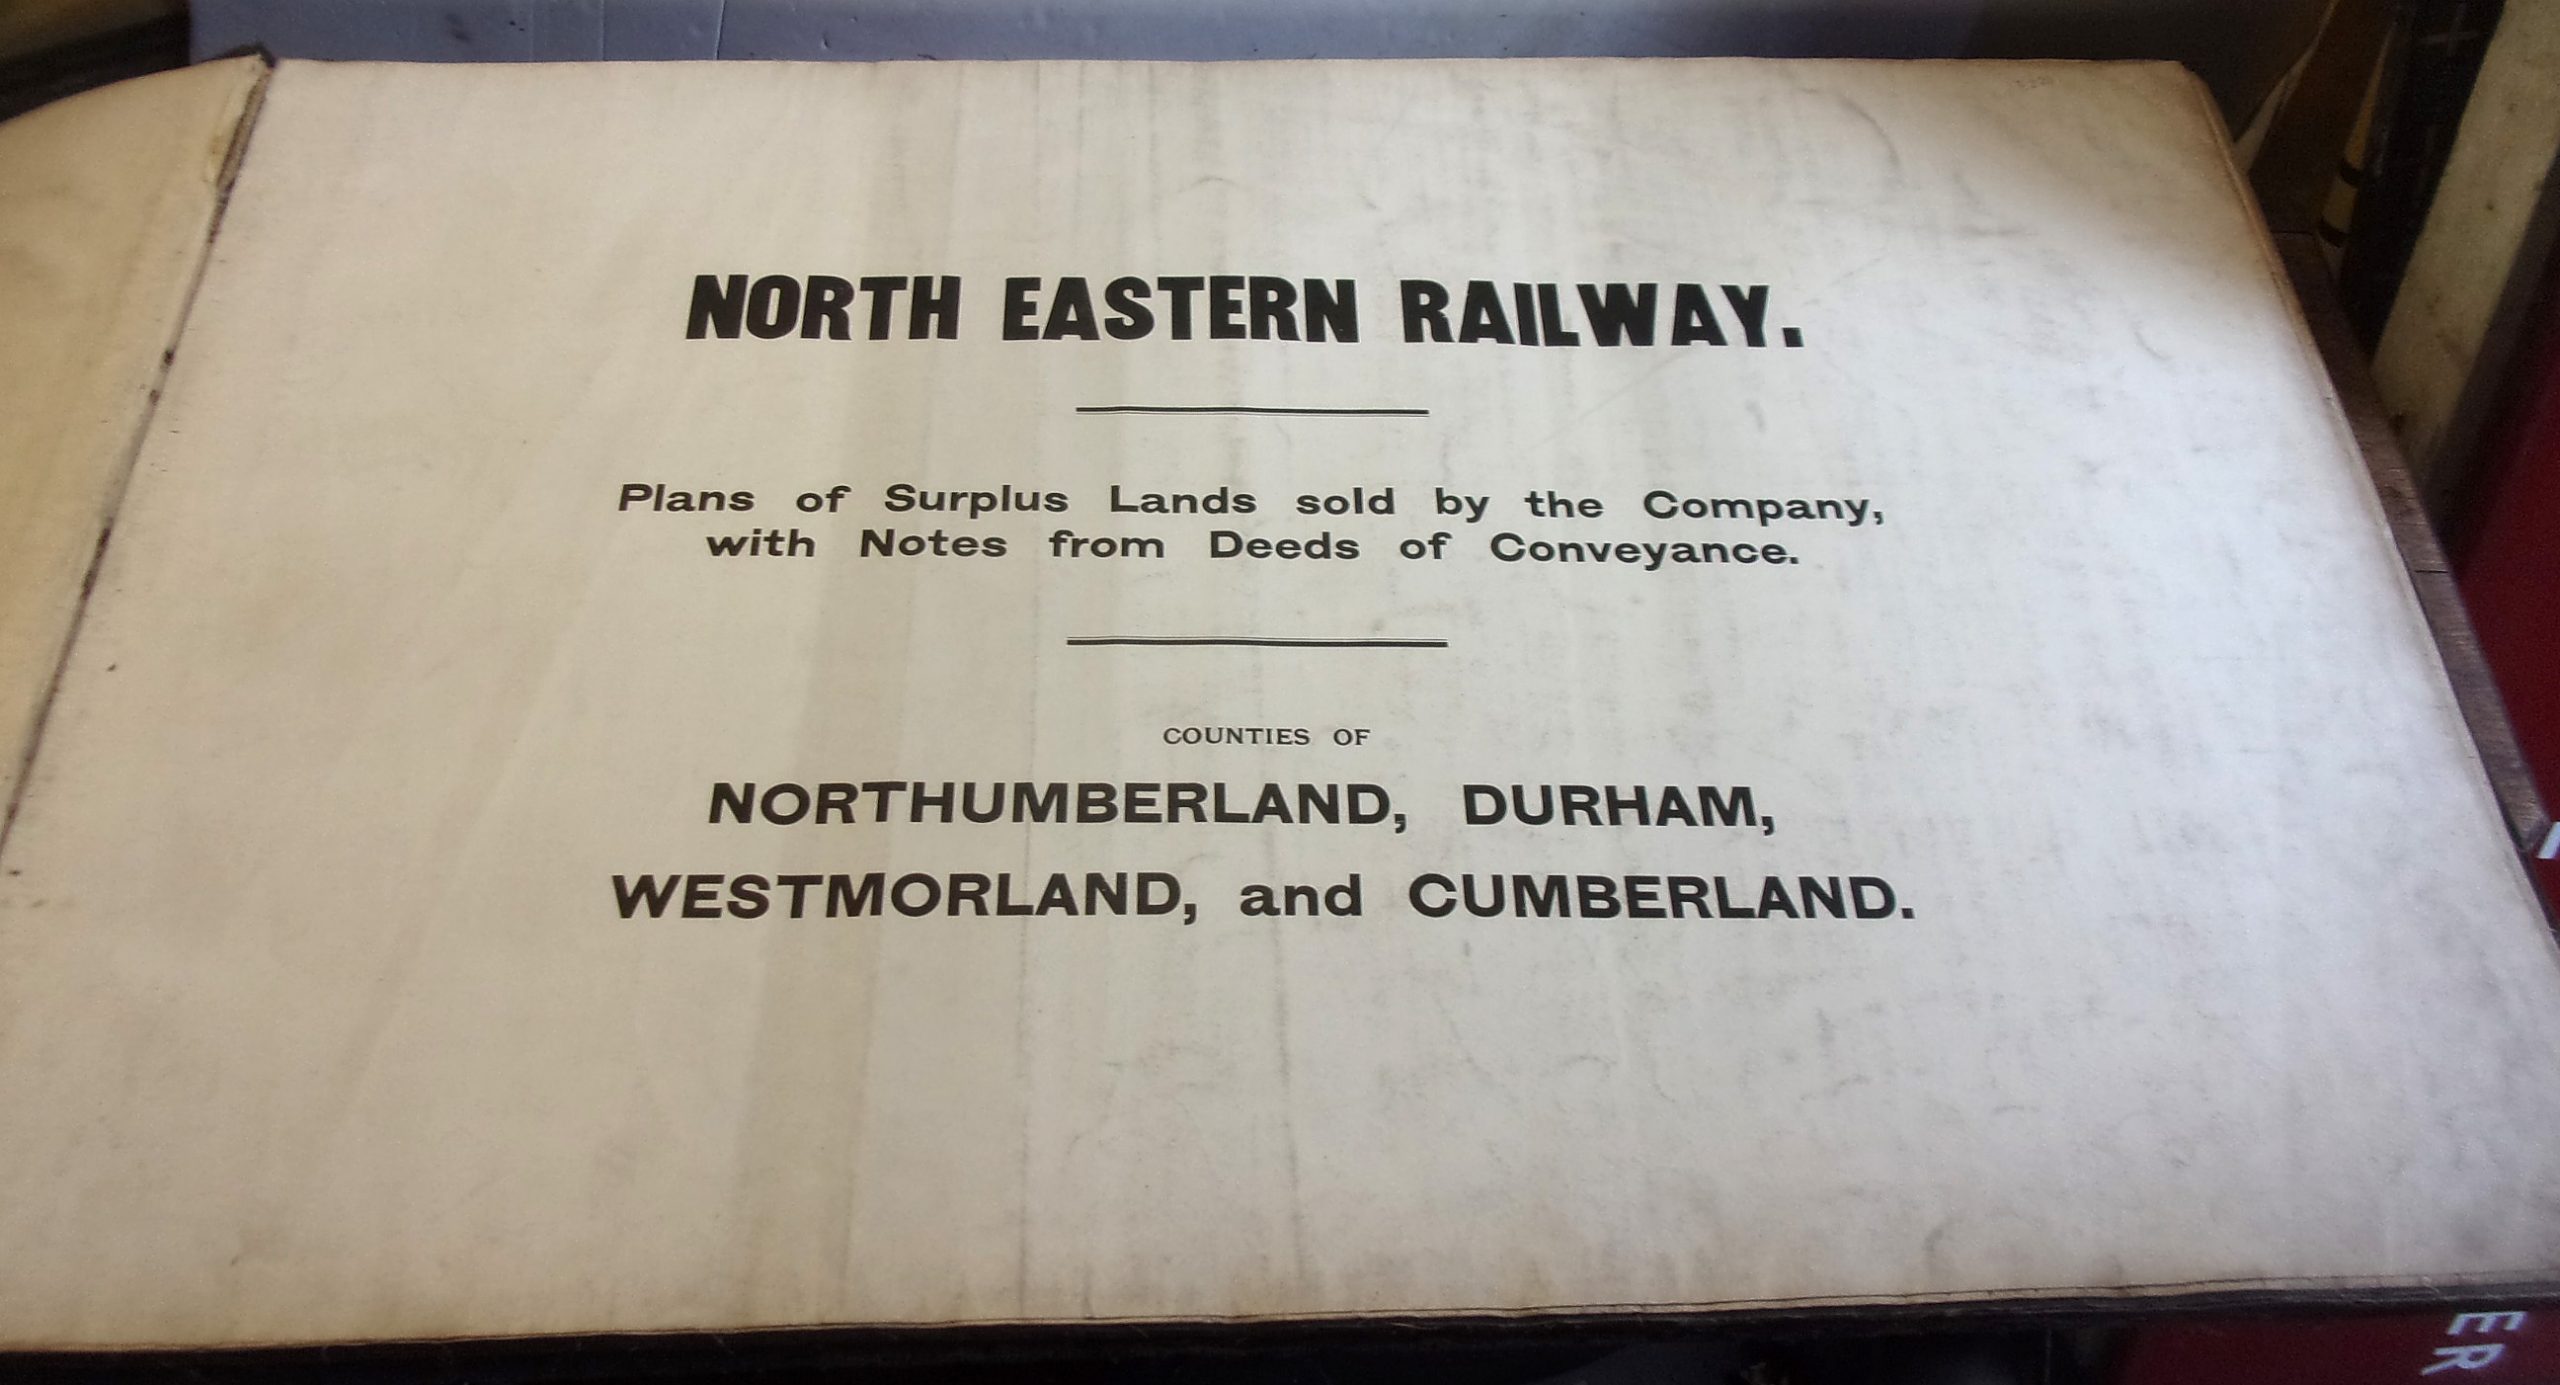 NORTH EASTERN RAILWAY.
Plans of Surplus Lands sold by the Company,
with Notes from Deeds of Conveyance.
COUNTIES OF
NORTHUMBERLAND, DURHAM,
WESTMORLAND, and CUMBERLAND.
ER